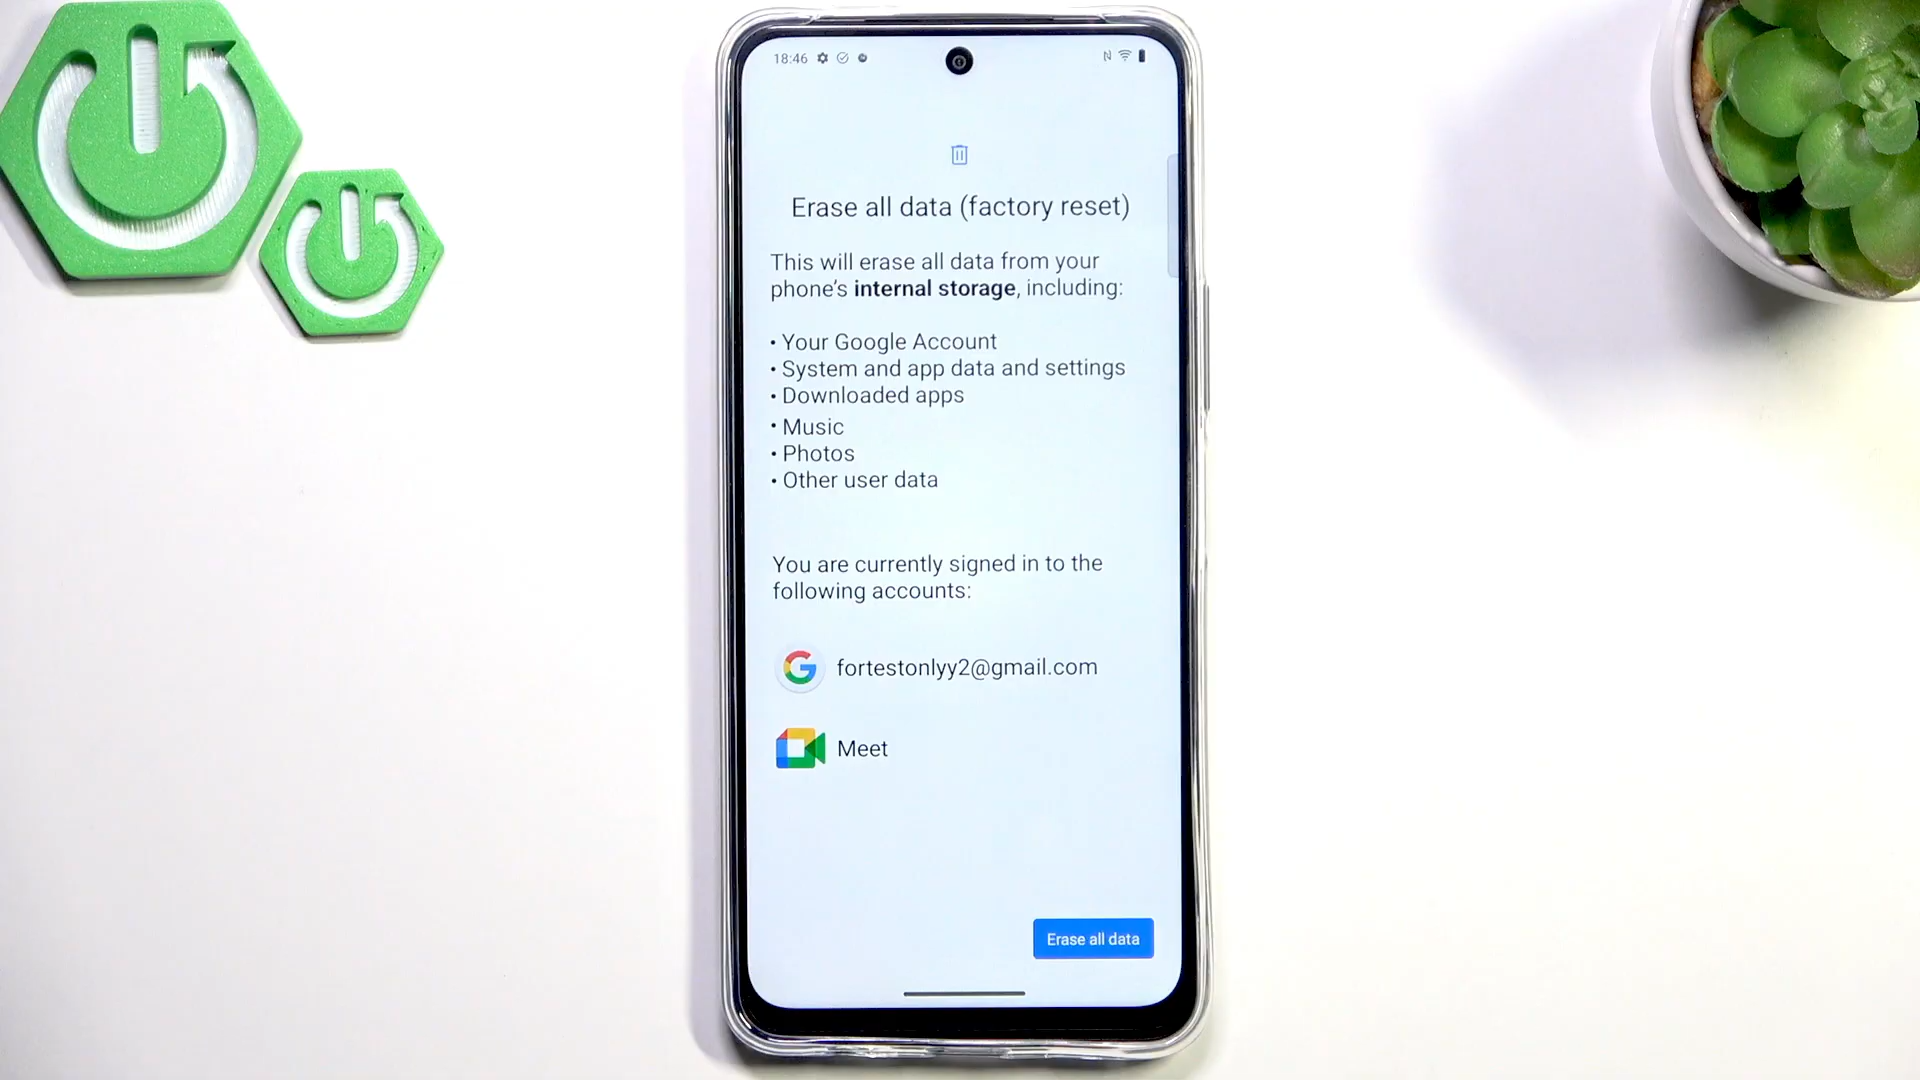 18:46
Erase all data (factory reset)
This will erase all data from your
phone's internal storage, including:
• Your Google Account
• System and app data and settings
• Downloaded apps
• Music
• Photos
• Other user data
You are currently signed in to the
following accounts:
fortestonlyy2@gmail.com
Meet
Erase all data